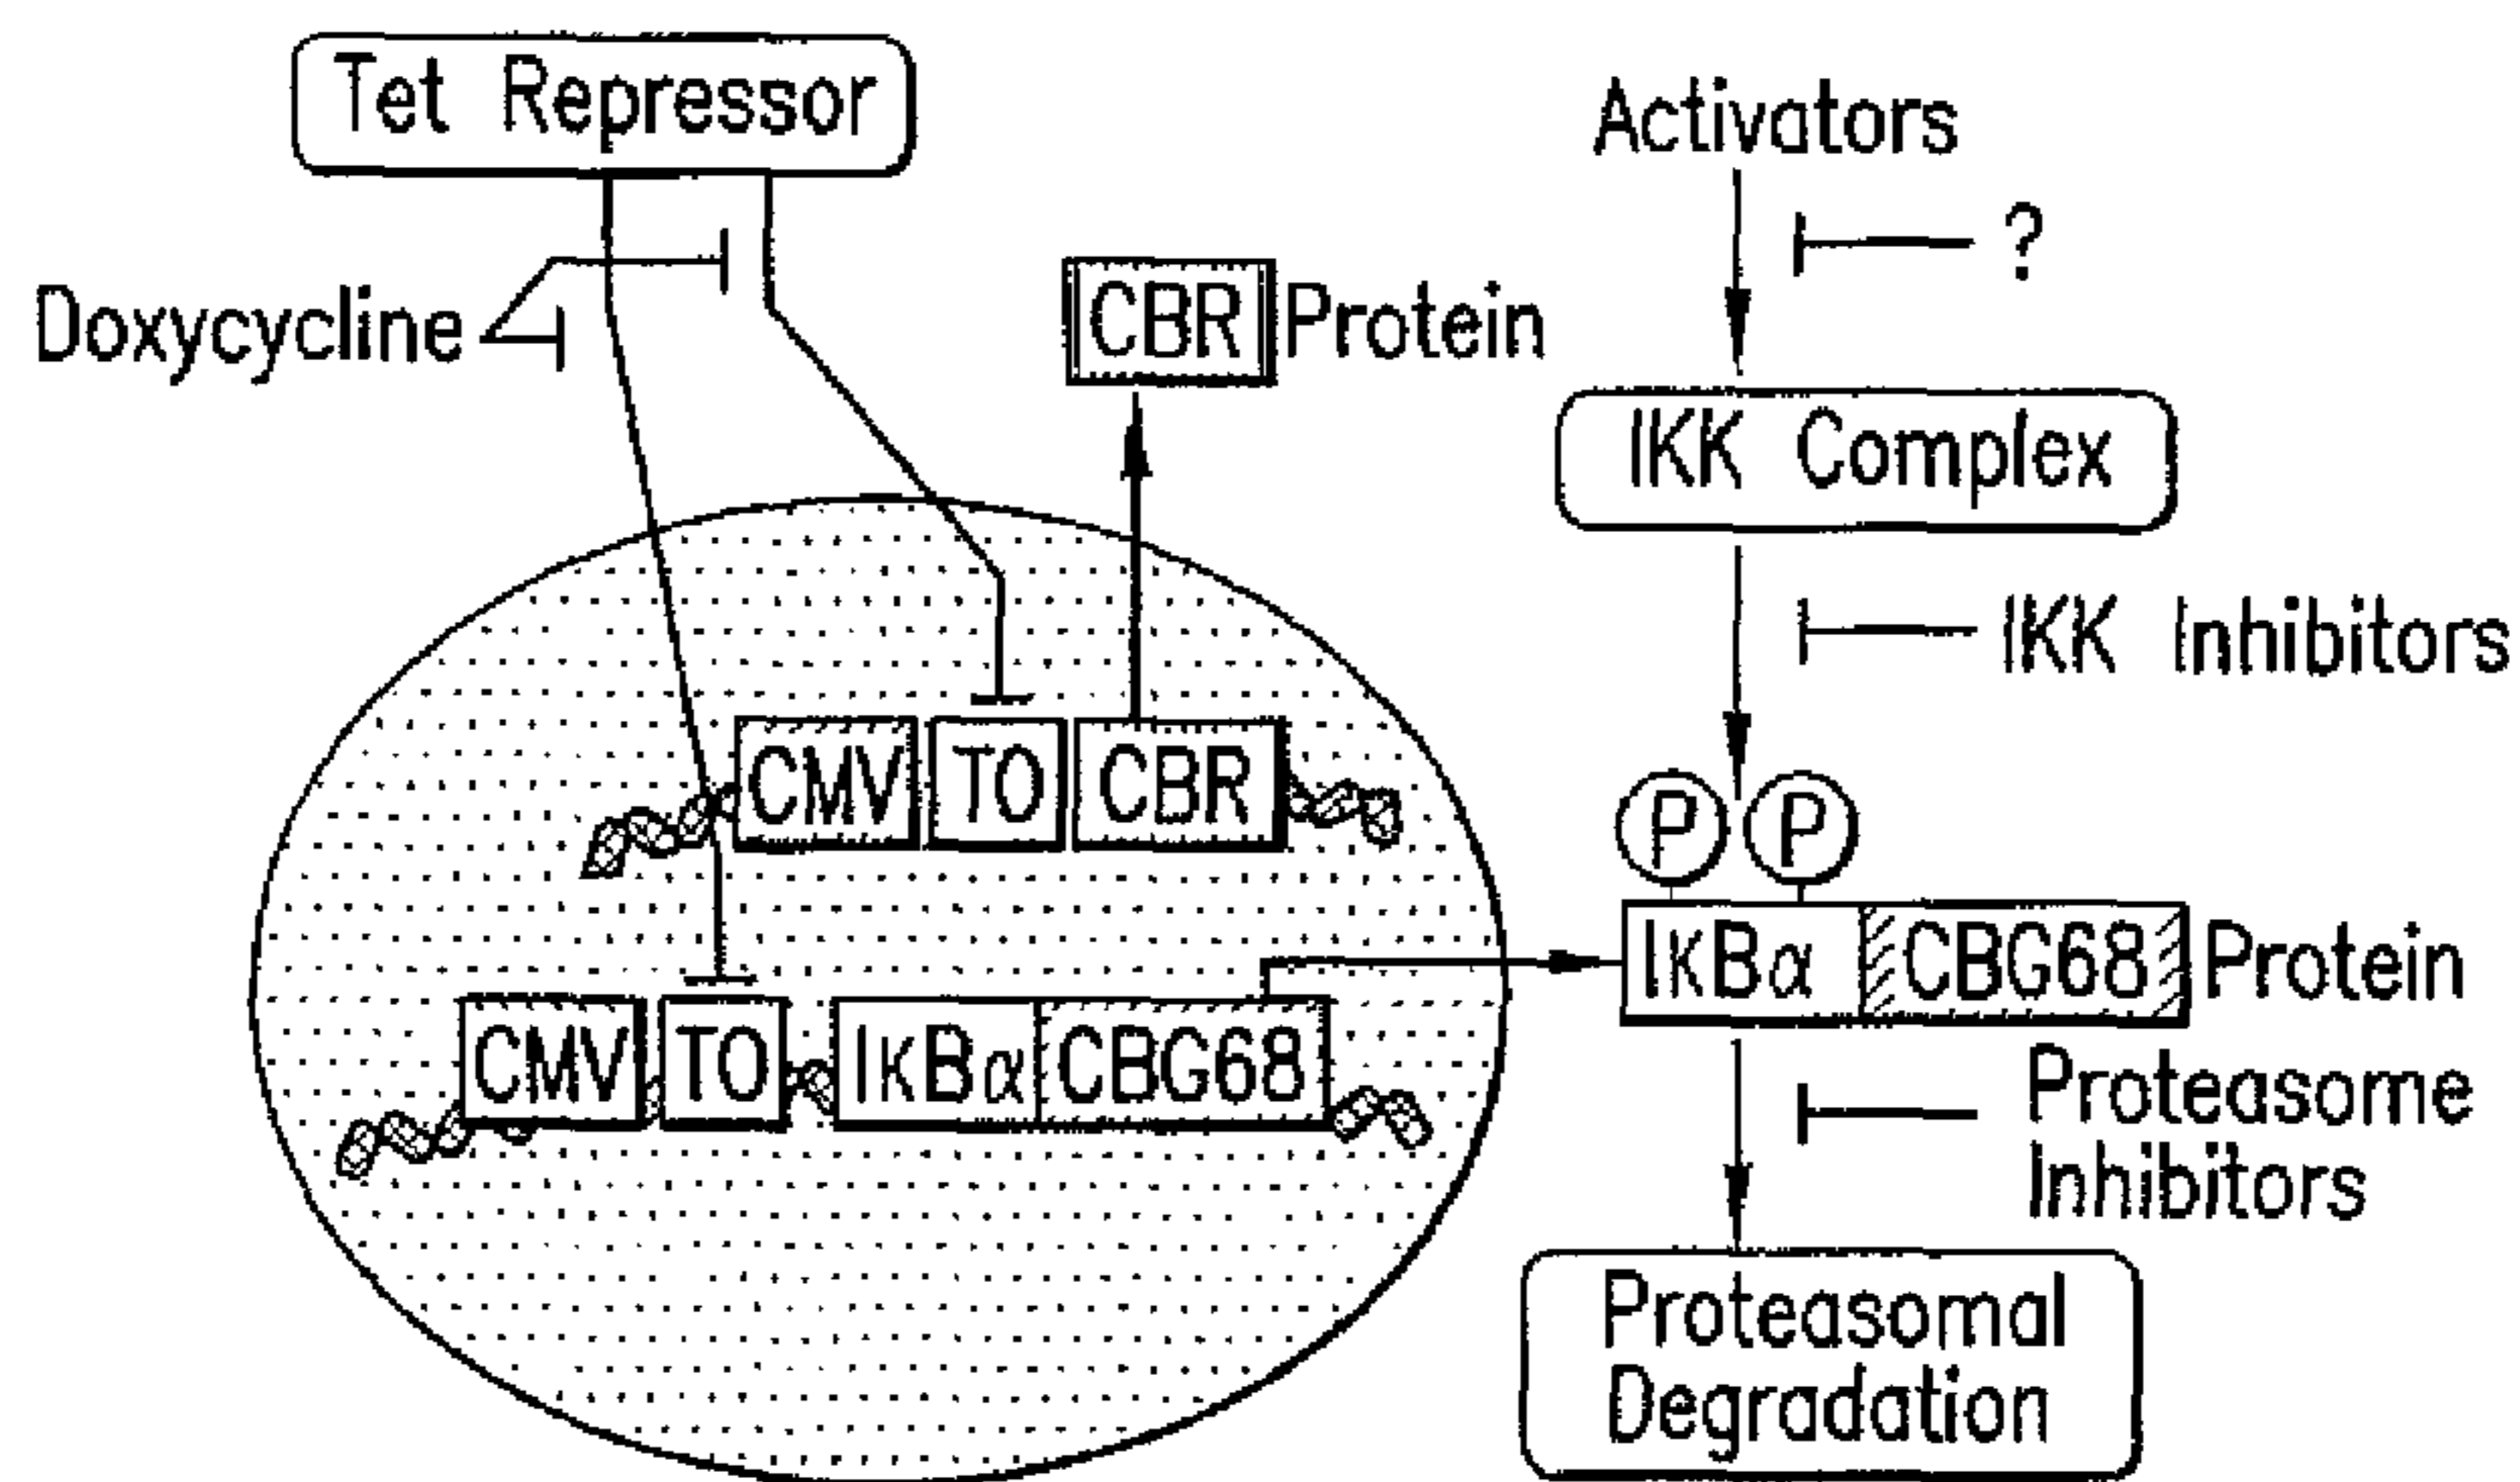 Tet Repressor
Doxycycline
CBR Protein
CMV TO CBR
CMV TO IκBα CBG68
Activators
?
IKK Complex
IKK Inhibitors
P P
IκBα CBG68 Protein
Proteasome
Inhibitors
Proteasomal
Degradation